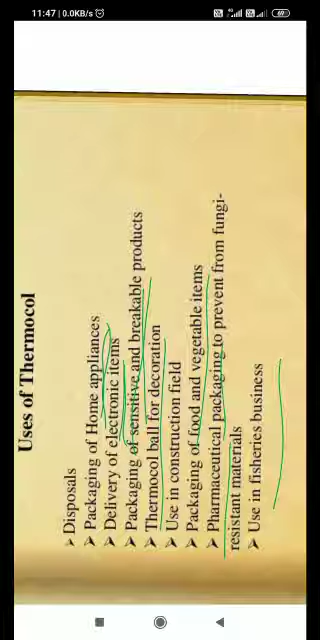 11:47 | 0.0KB/s
69
Uses of Thermocol
➤ Disposals
➤ Packaging of Home appliances
➤ Delivery of electronic items
➤ Packaging of sensitive and breakable products
➤ Thermocol ball for decoration
➤ Use in construction field
➤ Packaging of food and vegetable items
➤ Pharmaceutical packaging to prevent from fungi-
resistant materials
➤ Use in fisheries business